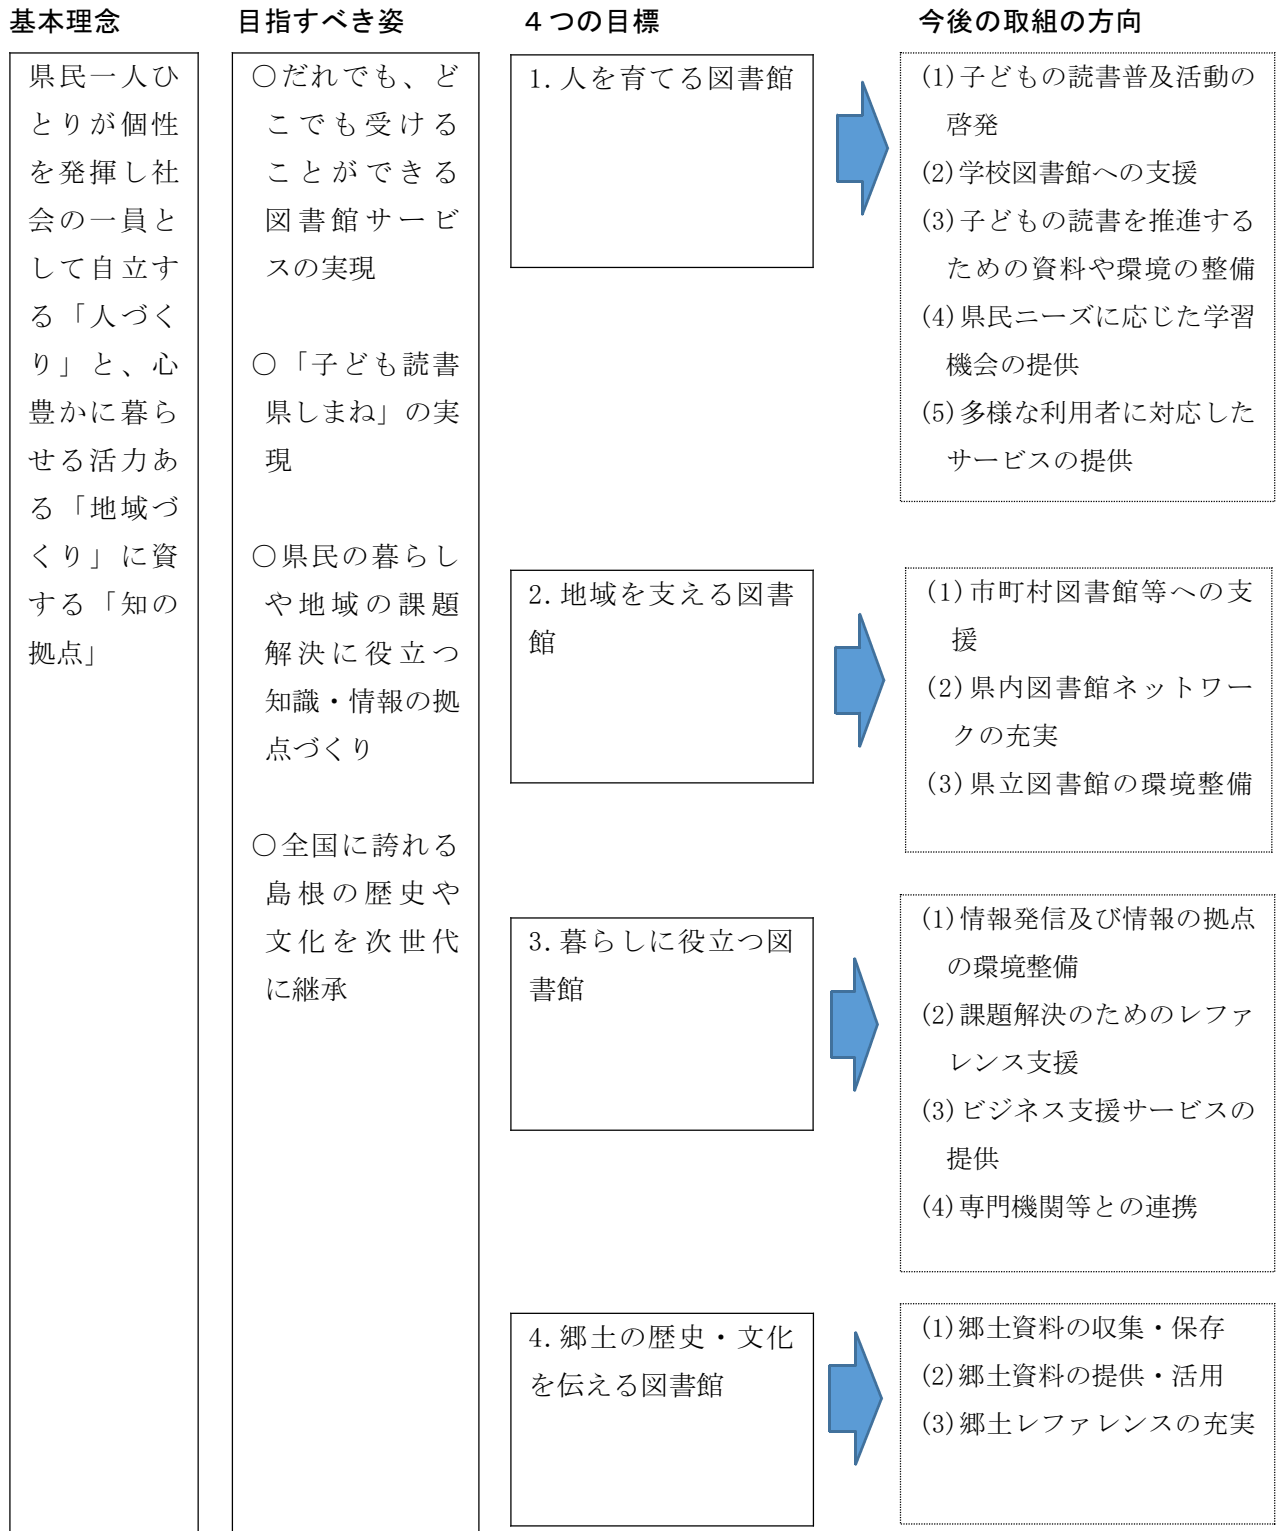 基本理念
県民一人ひ
とりが個性
を発揮し社
会の一員と
して自立す
る「人づく
り」と、心
豊かに暮ら
せる活力あ
る「地域づ
くり」に資
する「知の
拠点」
目指すべき姿
○だれでも、ど
こでも受ける
ことができる
図書館サービ
スの実現
○「子ども読書
県しまね」の実
現
○県民の暮らし
や地域の課題
解決に役立つ
知識・情報の拠
点づくり
○全国に誇れる
島根の歴史や
文化を次世代
に継承
４つの目標
1.人を育てる図書館
2.地域を支える図書
館
3.暮らしに役立つ図
書館
4.郷土の歴史・文化
を伝える図書館
今後の取組の方向
(1)子どもの読書普及活動の
啓発
(2)学校図書館への支援
(3)子どもの読書を推進する
ための資料や環境の整備
(4)県民ニーズに応じた学習
機会の提供
(5)多様な利用者に対応した
サービスの提供
(1)市町村図書館等への支
援
(2)県内図書館ネットワー
クの充実
(3)県立図書館の環境整備
(1)情報発信及び情報の拠点
の環境整備
(2)課題解決のためのレファ
レンス支援
(3)ビジネス支援サービスの
提供
(4)専門機関等との連携
(1)郷土資料の収集・保存
(2)郷土資料の提供・活用
(3)郷土レファレンスの充実